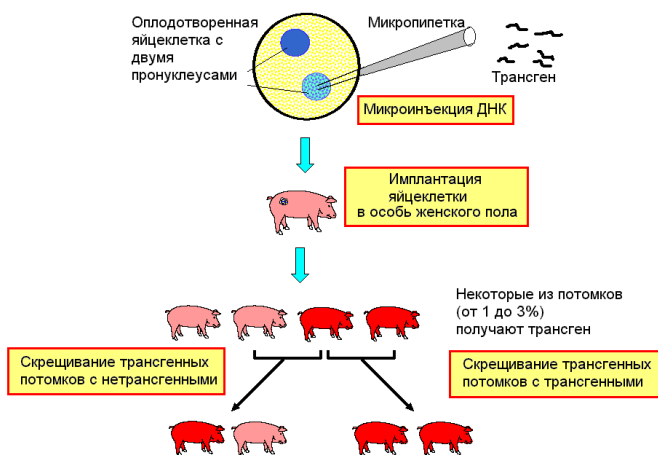 Оплодотворенная
яйцеклетка с
двумя
пронуклеусами
Микропипетка
Трансген
Микроинъекция ДНК
Имплантация
яйцеклетки
в особь женского пола
Некоторые из потомков
(от 1 до 3%)
получают трансген
Скрещивание трансгенных
потомков с нетрансгенными
Скрещивание трансгенных
потомков с трансгенными